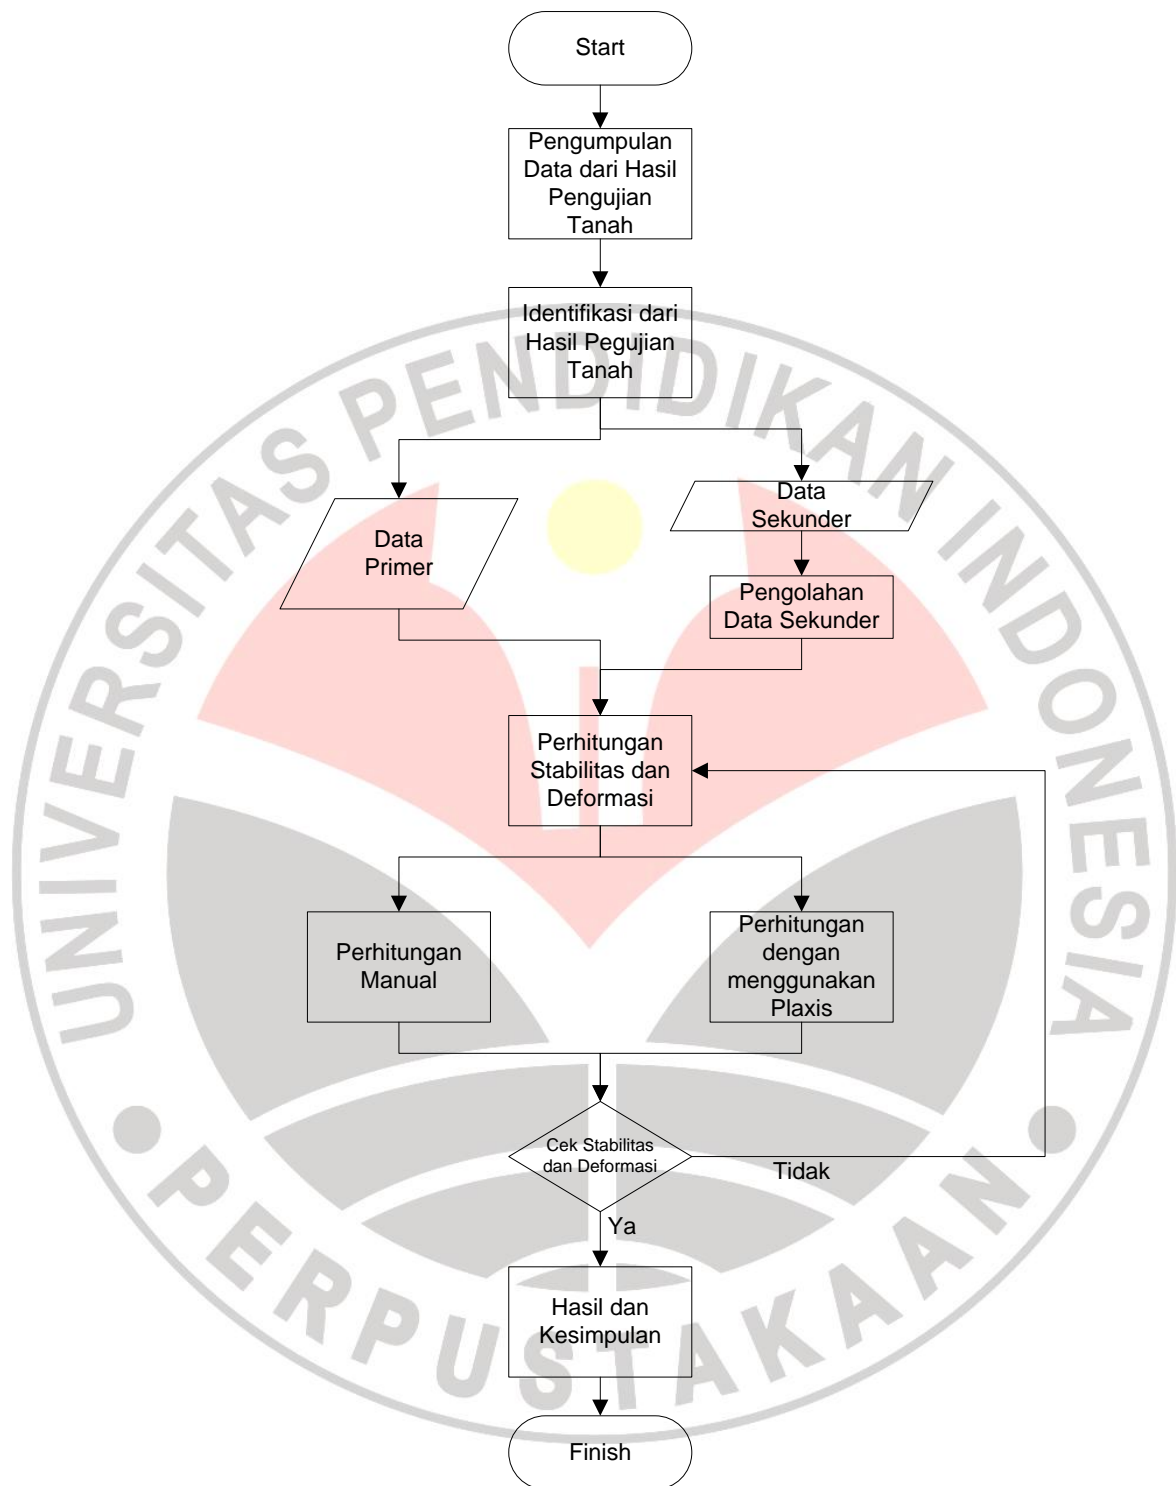 Start
Pengumpulan
Data dari Hasil
Pengujian
Tanah
Identifikasi dari
Hasil Pegujian
Tanah
Data
Primer
Data
Sekunder
Pengolahan
Data Sekunder
Perhitungan
Stabilitas dan
Deformasi
Perhitungan
Manual
Perhitungan
dengan
menggunakan
Plaxis
Cek Stabilitas
dan Deformasi
Tidak
Ya
Hasil dan
Kesimpulan
Finish
UNIVERSITAS PENDIDIKAN INDONESIA
PERPUSTAKAAN